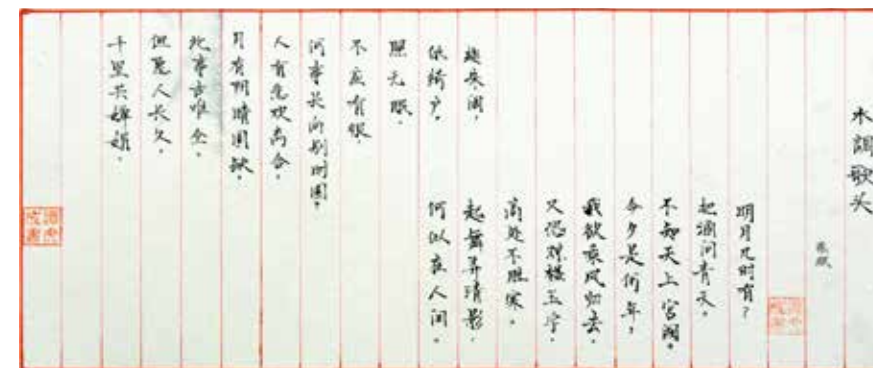 水調歌头
明月几时有？
把酒问青天。
不知天上宫阙。
今夕是何年，
我欲乘风归去，
又恐琼楼玉宇，
高处不胜寒。
起舞弄清影，
何似在人间。
转朱阁，
低绮户，
照无眠，
不应有恨，
何事长向别时圆。
人有悲欢离合。
月有阴晴圆缺。
此事古难全。
但愿人长久。
千里共婵娟。